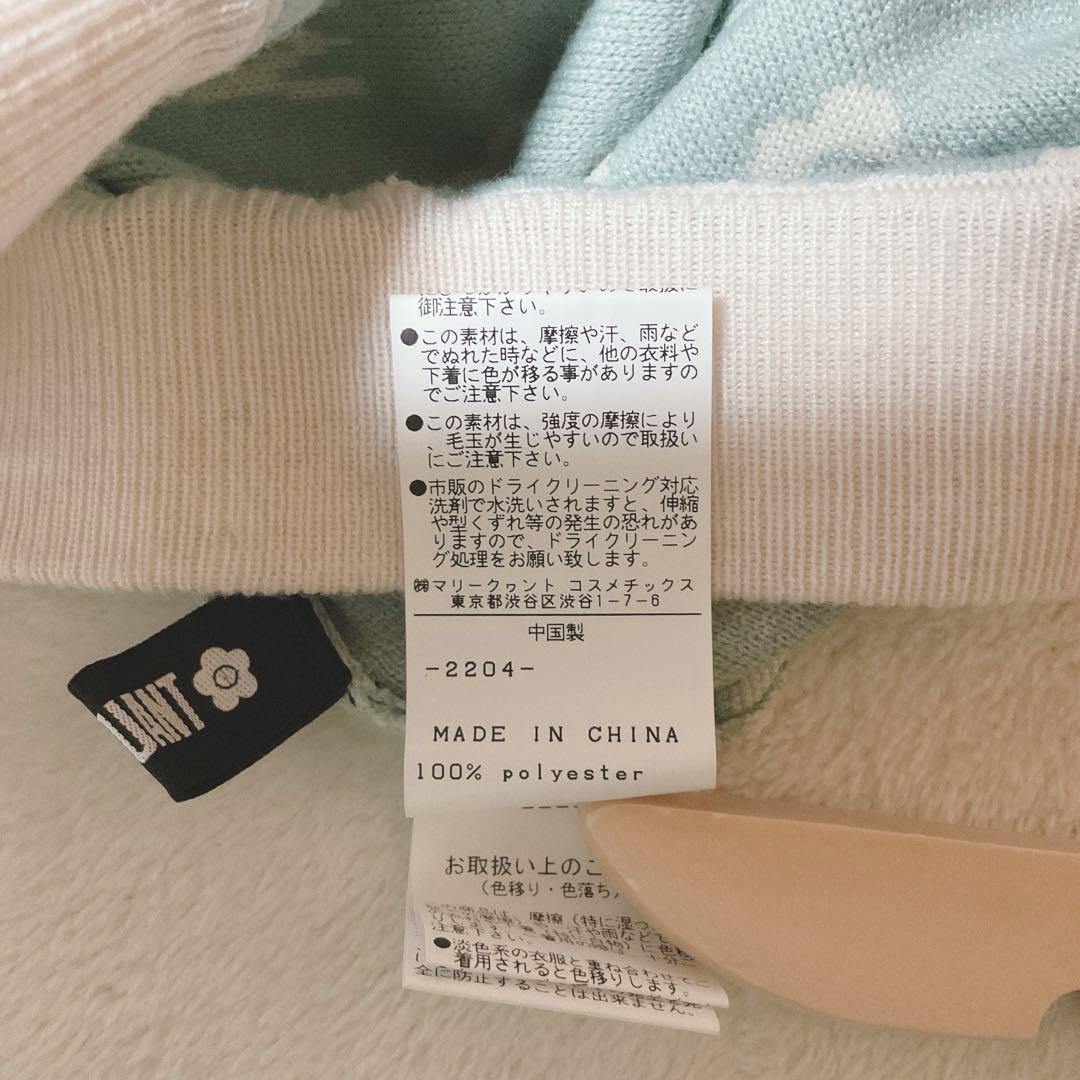 御注意下さい。
●この素材は、摩擦や汗、雨など
でぬれた時などに、他の衣料や
下着に色が移る事がありますの
でご注意下さい。
●この素材は、強度の摩擦により
、毛玉が生じやすいので取扱い
にご注意下さい。
●市販のドライクリーニング対応
洗剤で水洗いされますと、伸縮
や型くずれ等の発生の恐れがあ
りますので、ドライクリーニン
グ処理をお願い致します。
㈱マリークヮント コスメチックス
東京都渋谷区渋谷1-7-6
中国製
-2204-
MADE IN CHINA
100% polyester
UANT
お取扱い上のこ
(色移り・色落ち,
摩擦(特に湿っ
●淡色系の衣服と重ね合わせてご
着用されると色移りします。
全に防止することは出来ません。